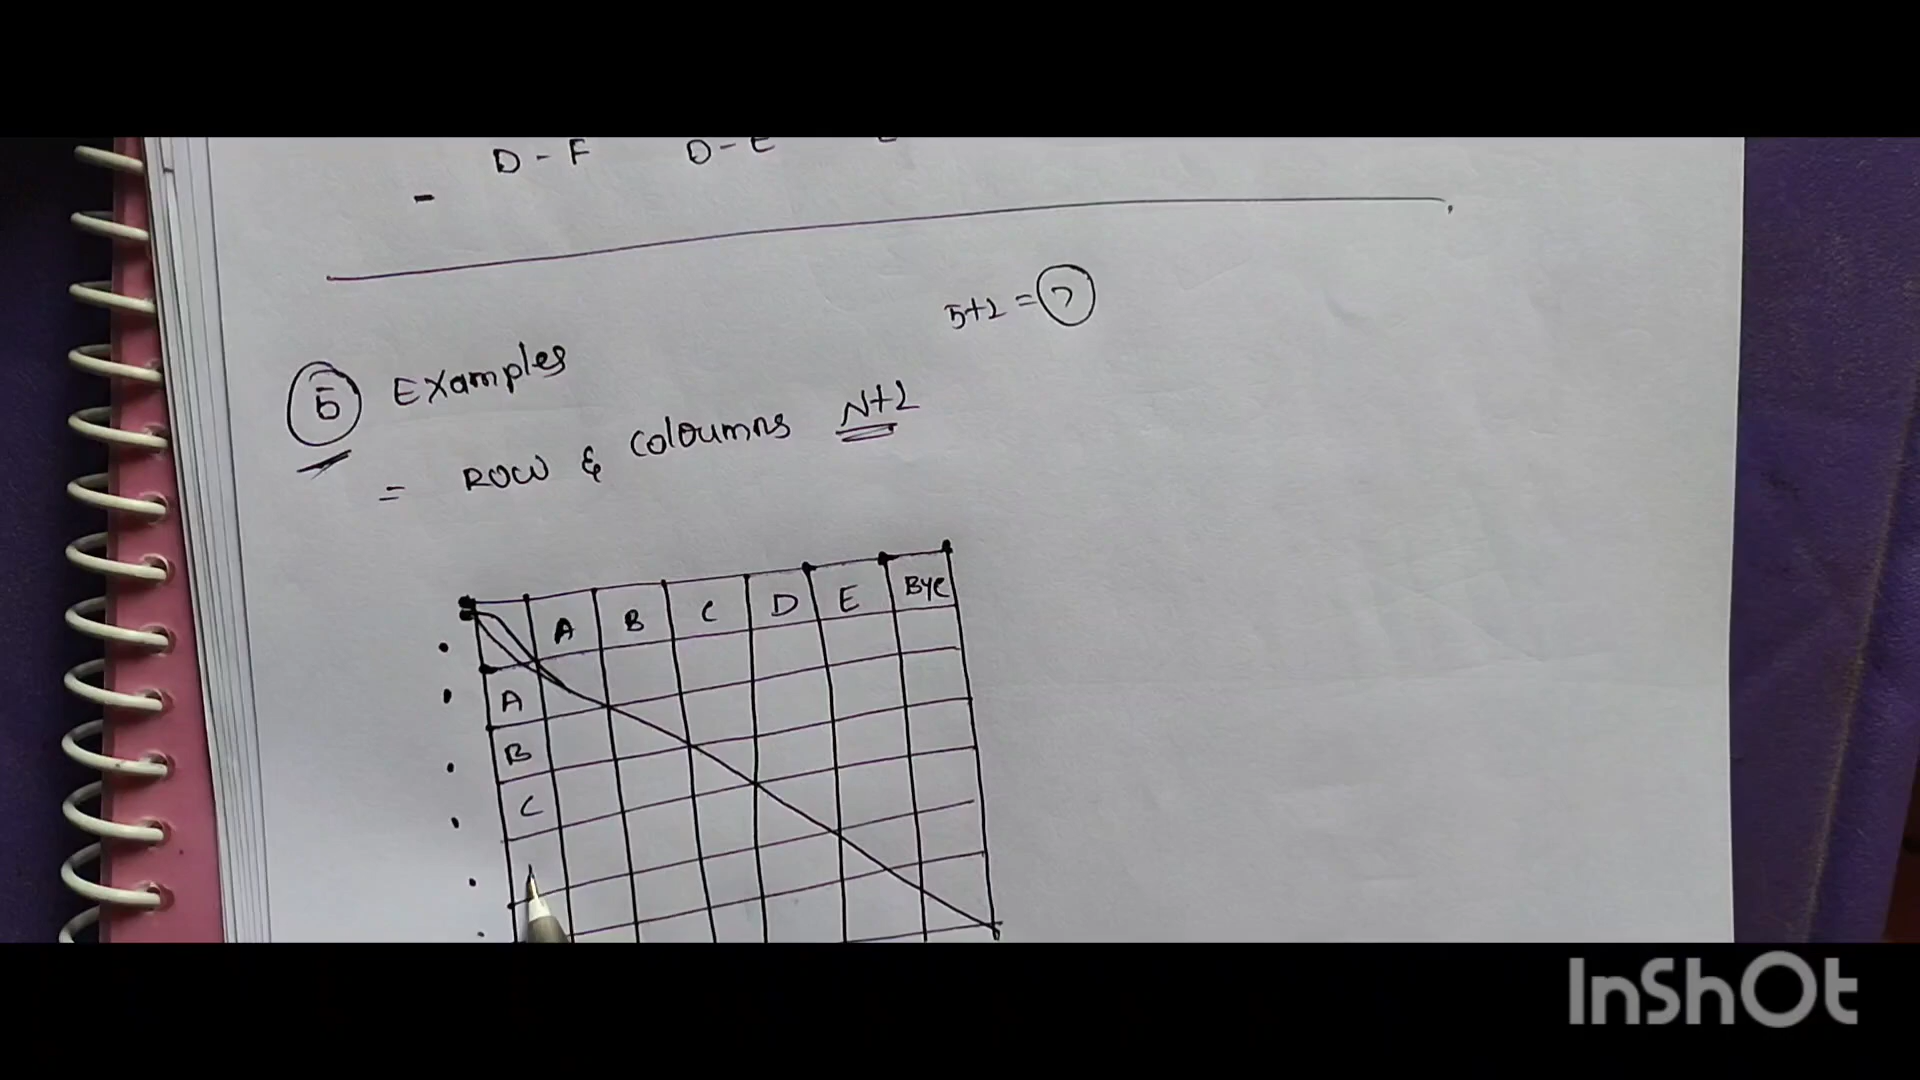 D - F D - E
5+2 = 7
5 Examples
= ROW & coloumns N+2
A B C D E Bye
A
B
C
InShOt